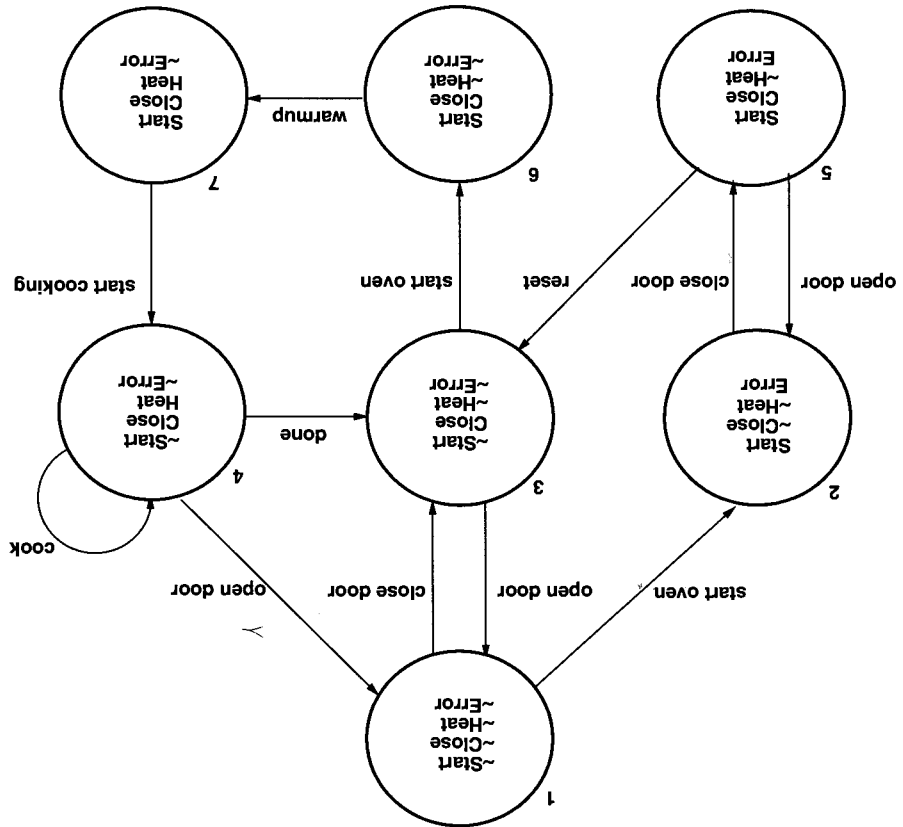 1
~Start
~Close
~Heat
~Error
start oven
open door
close door
open door
cook
2
Start
~Close
~Heat
Error
3
~Start
Close
~Heat
~Error
done
4
~Start
Close
Heat
~Error
open door
close door
reset
start oven
start cooking
5
Start
Close
~Heat
Error
6
Start
Close
~Heat
~Error
warmup
7
Start
Close
Heat
~Error